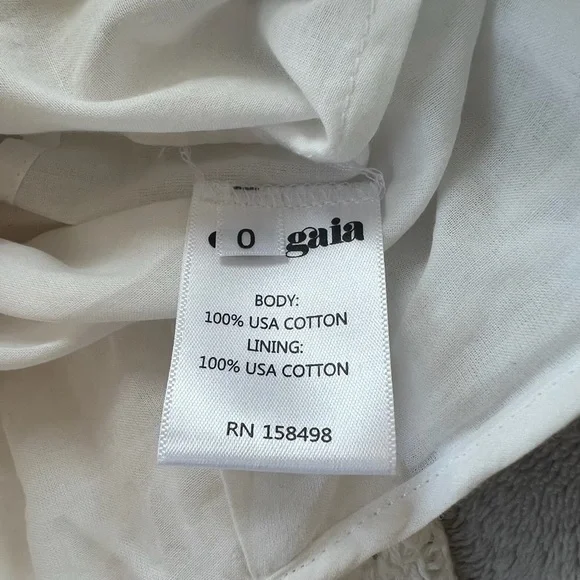 0
gaia
BODY:
100% USA COTTON
LINING:
100% USA COTTON
RN 158498